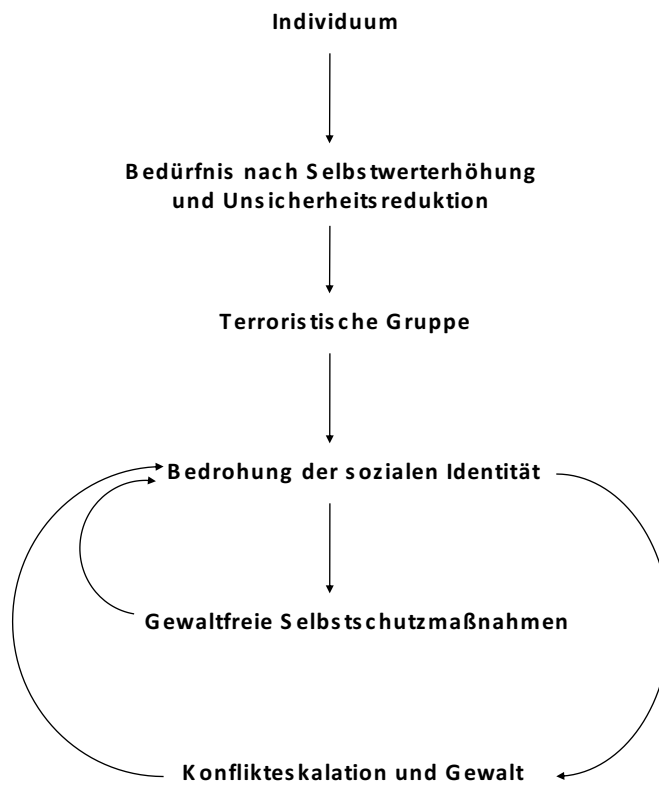 Individuum
Bedürfnis nach Selbstwerterhöhung
und Unsicherheitsreduktion
Terroristische Gruppe
Bedrohung der sozialen Identität
Gewaltfreie Selbstschutzmaßnahmen
Konflikteskalation und Gewalt